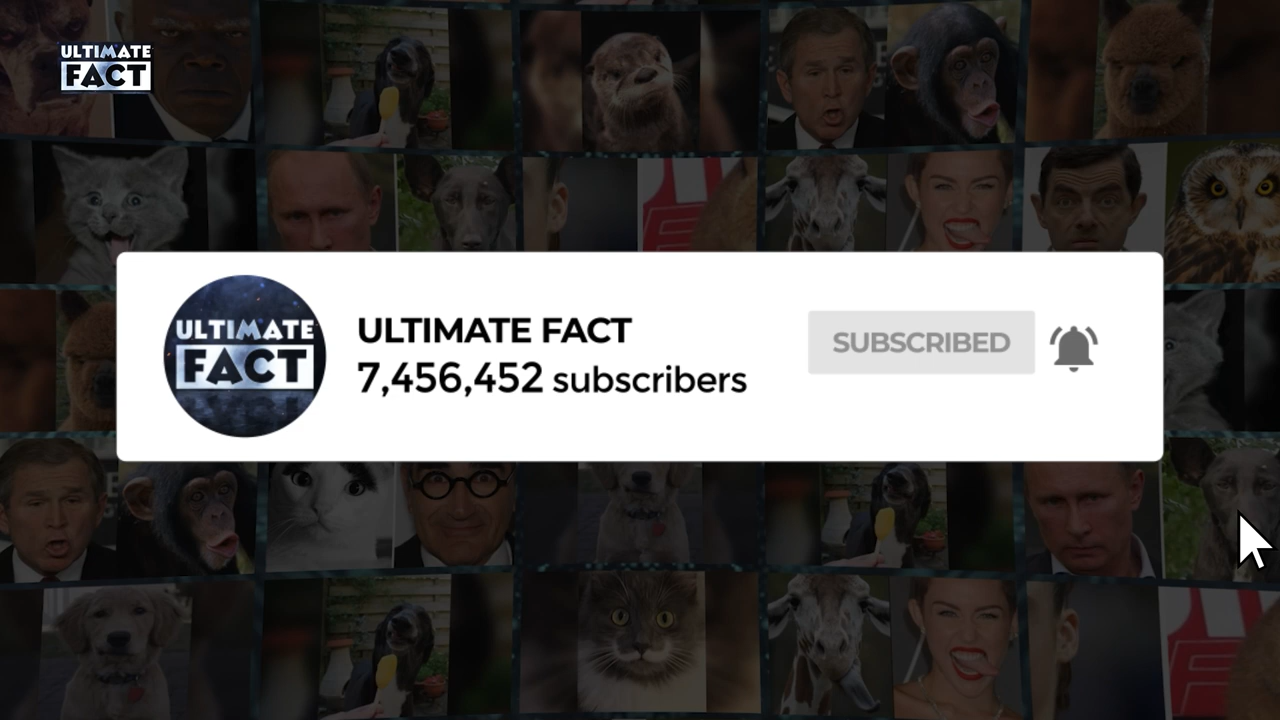 ULTIMATE
FACT
ULTIMATE
FACT
ULTIMATE FACT
7,456,452 subscribers
SUBSCRIBED